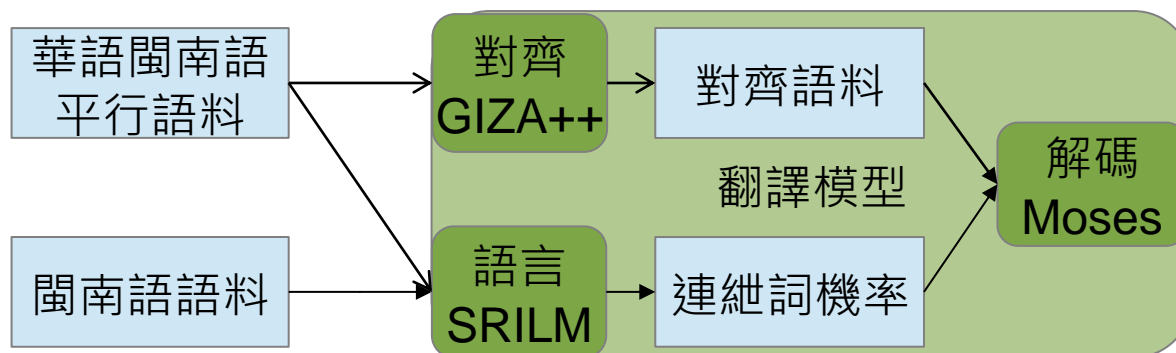 華語閩南語
平行語料
對齊
GIZA++
對齊語料
翻譯模型
解碼
Moses
閩南語語料
語言
SRILM
連紲詞機率